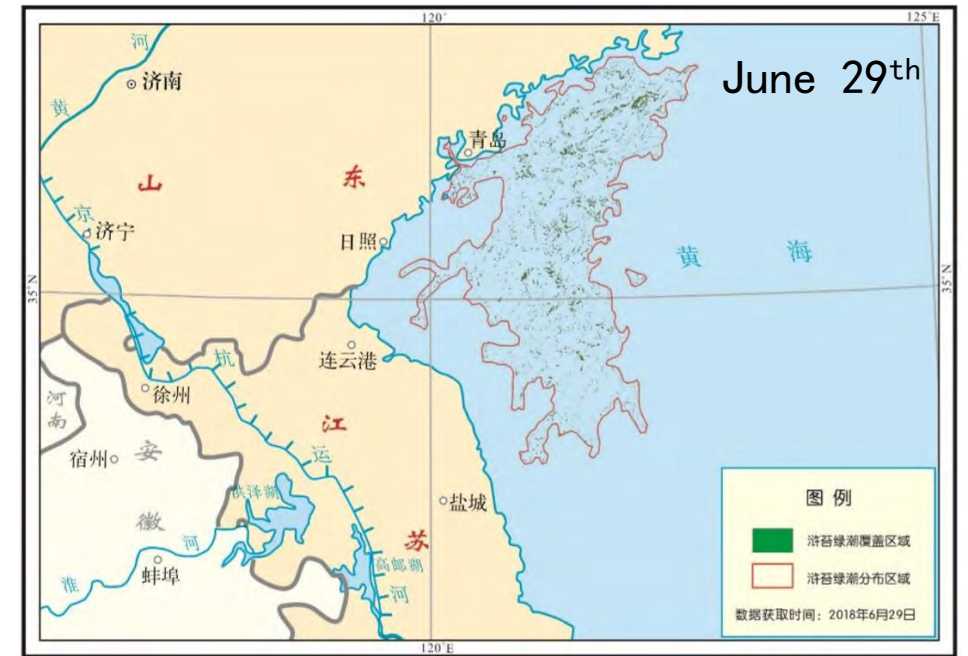 120°
125°E
June 29th
河
济南
黄
青岛
山
东
京
济宁
日照
黄
海
35°N
35°N
连云港
杭
徐州
河
南
江
宿州
安
运
洪泽湖
盐城
徽
苏
河
高邮湖
蚌埠
淮
河
图例
浒苔绿潮覆盖区域
浒苔绿潮分布区域
数据获取时间：2018年6月29日
120°E